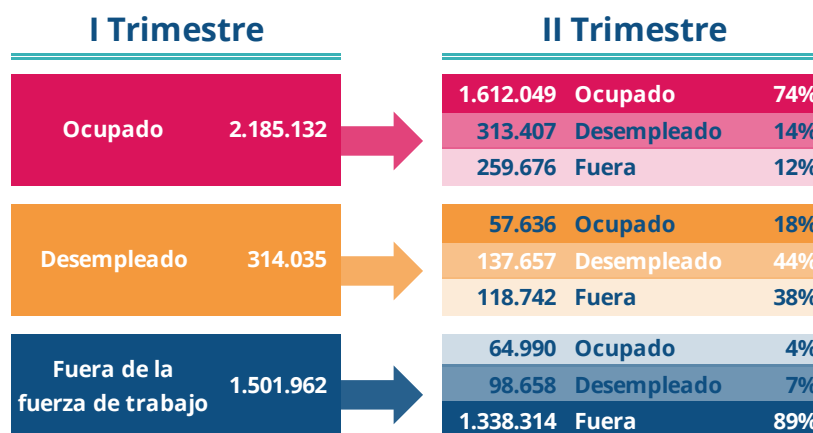 I Trimestre
II Trimestre
Ocupado 2.185.132
1.612.049 Ocupado 74%
313.407 Desempleado 14%
259.676 Fuera 12%
Desempleado 314.035
57.636 Ocupado 18%
137.657 Desempleado 44%
118.742 Fuera 38%
Fuera de la
fuerza de trabajo
1.501.962
64.990 Ocupado 4%
98.658 Desempleado 7%
1.338.314 Fuera 89%